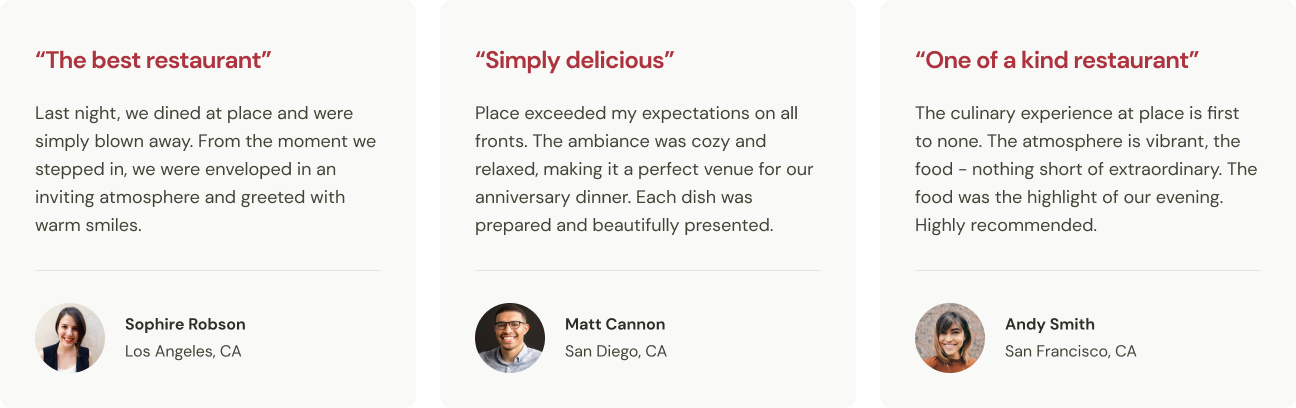 “The best restaurant”
Last night, we dined at place and were
simply blown away. From the moment we
stepped in, we were enveloped in an
inviting atmosphere and greeted with
warm smiles.
Sophire Robson
Los Angeles, CA
“Simply delicious”
Place exceeded my expectations on all
fronts. The ambiance was cozy and
relaxed, making it a perfect venue for our
anniversary dinner. Each dish was
prepared and beautifully presented.
Matt Cannon
San Diego, CA
“One of a kind restaurant”
The culinary experience at place is first
to none. The atmosphere is vibrant, the
food - nothing short of extraordinary. The
food was the highlight of our evening.
Highly recommended.
Andy Smith
San Francisco, CA